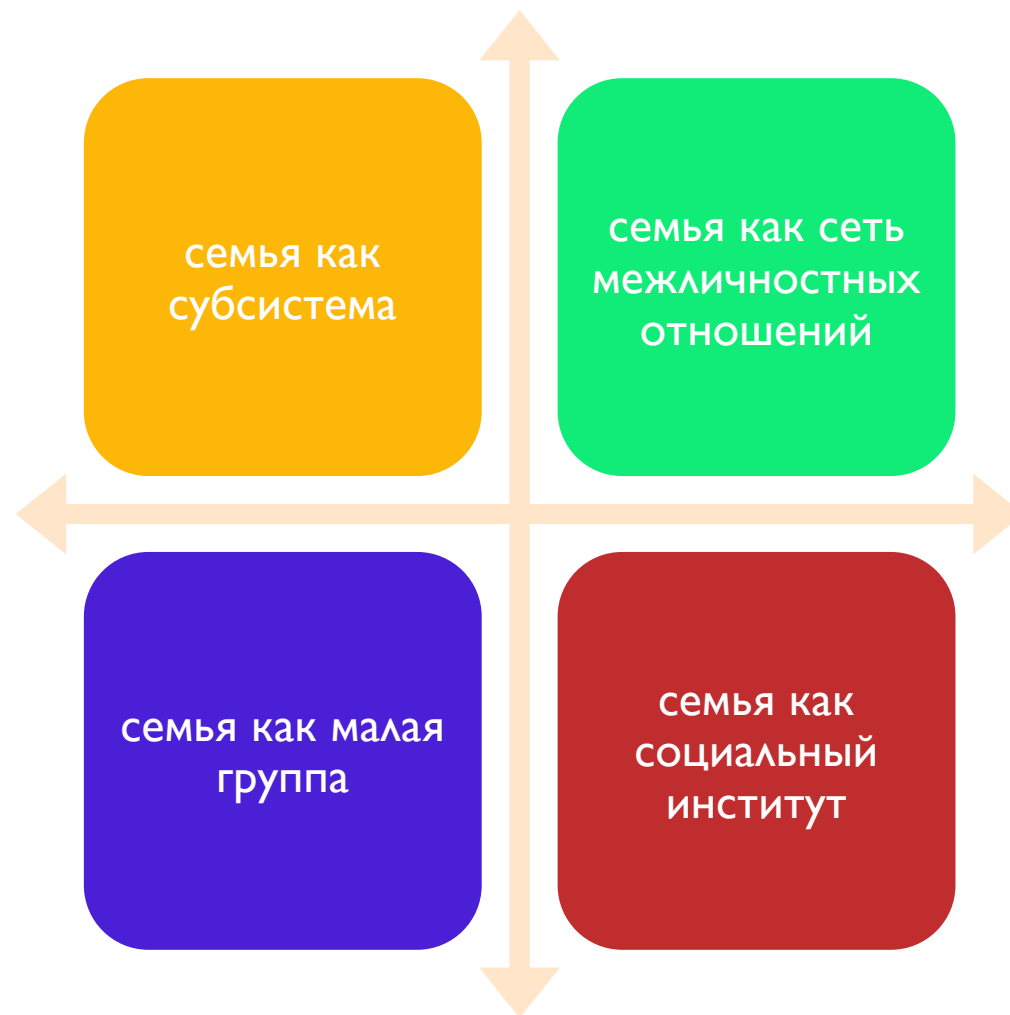 семья как
субсистема
семья как сеть
межличностных
отношений
семья как малая
группа
семья как
социальный
институт